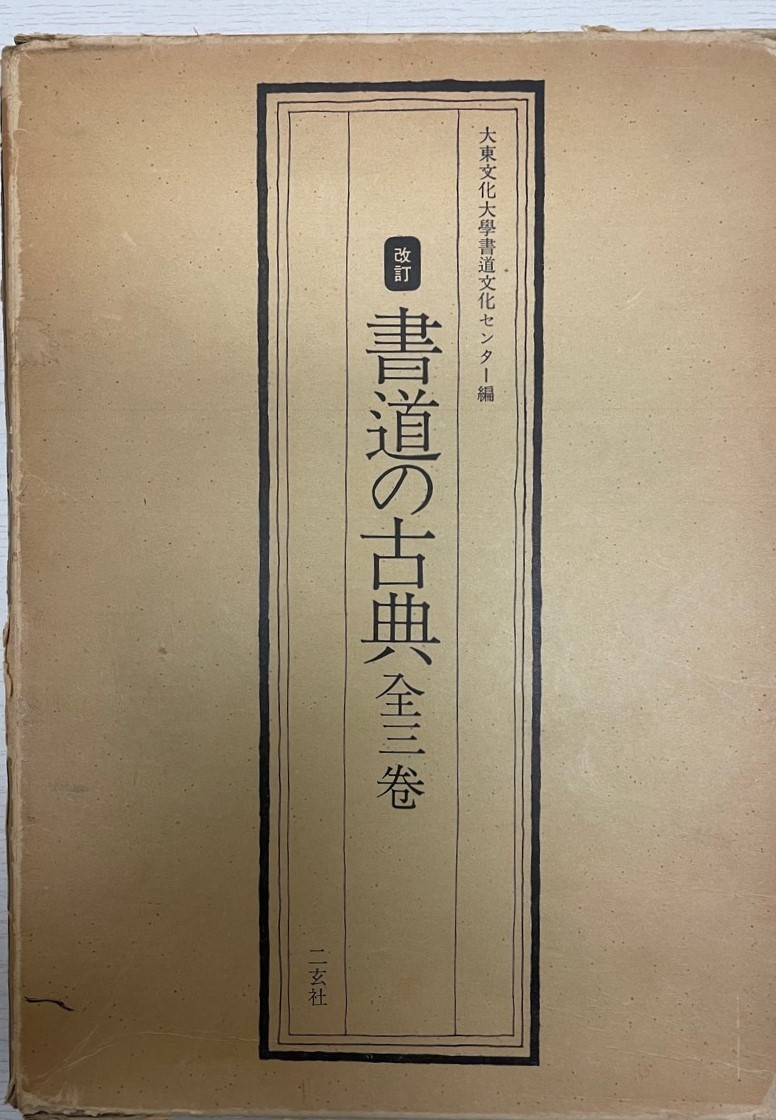 大東文化大學書道文化センター編
改訂
書道の古典 全三卷
二玄社